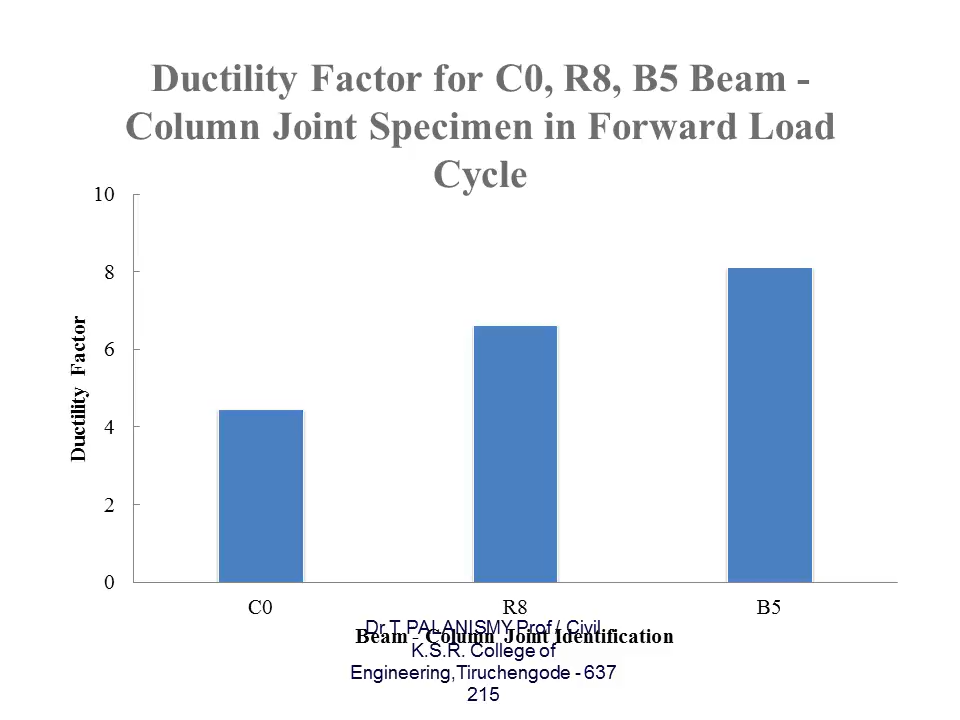 Ductility Factor for C0, R8, B5 Beam -
Column Joint Specimen in Forward Load
Cycle
10
8
6
4
2
0
Ductility Factor
C0 R8 B5
Beam - Column Joint Identification
Dr.T.PALANISMY,Prof / Civil,
K.S.R. College of
Engineering,Tiruchengode - 637
215